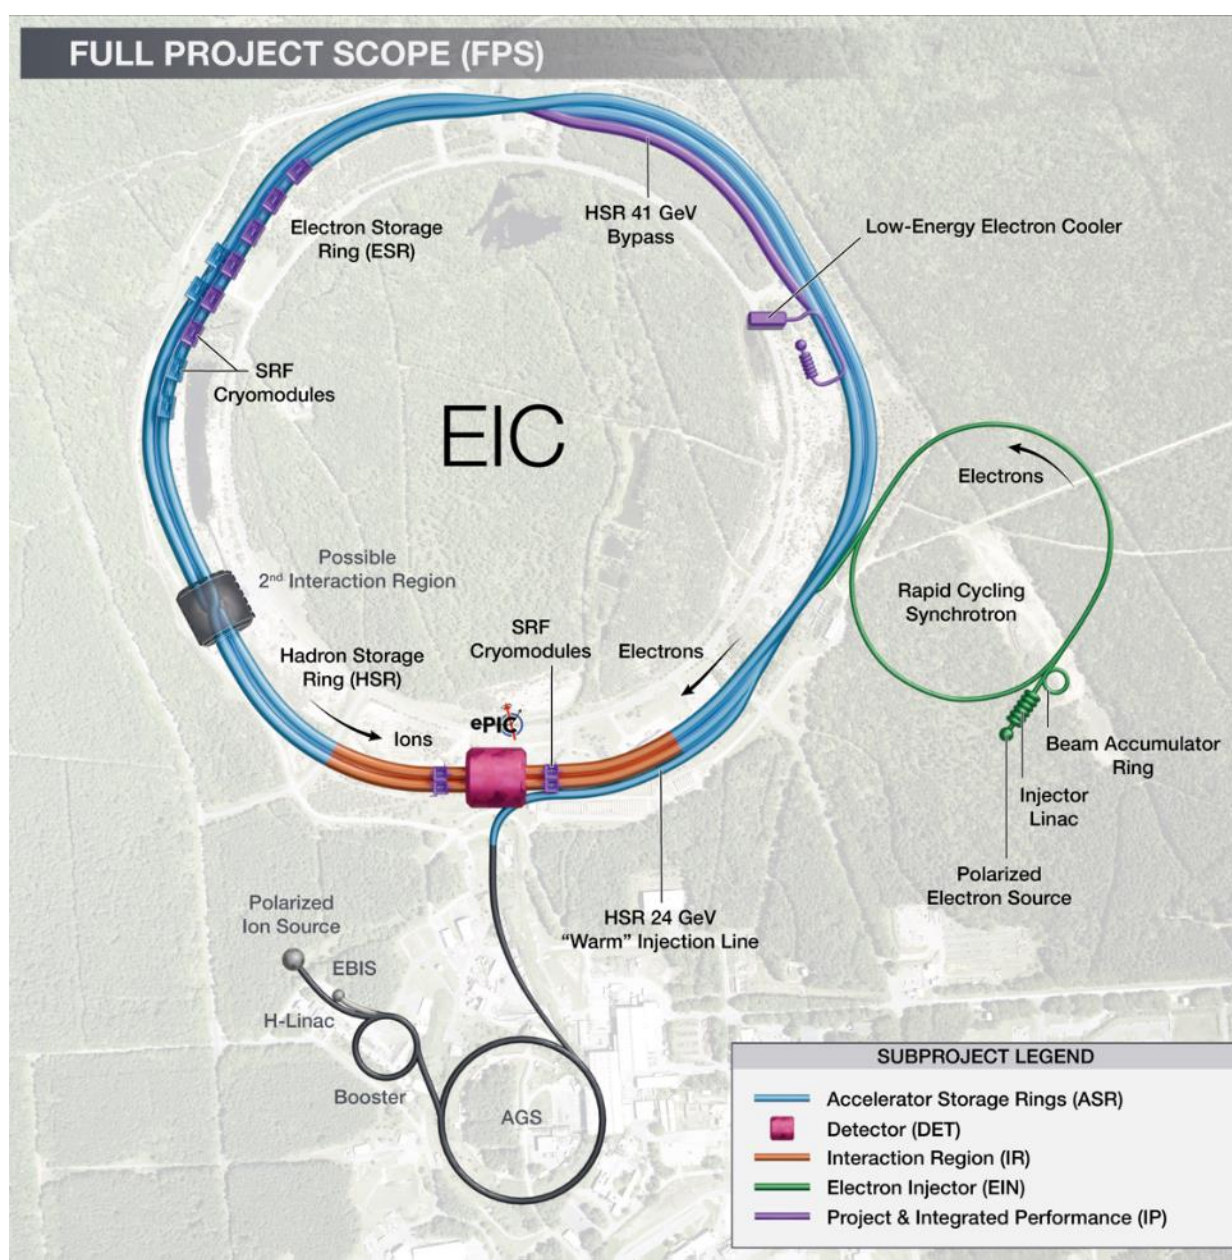 FULL PROJECT SCOPE (FPS)
HSR 41 GeV
Bypass
Low-Energy Electron Cooler
Electron Storage
Ring (ESR)
SRF
Cryomodules
EIC
Electrons
Possible
2nd Interaction Region
Rapid Cycling
Synchrotron
SRF
Cryomodules
Electrons
Hadron Storage
Ring (HSR)
ePIC
Ions
Beam Accumulator
Ring
Injector
Linac
Polarized
Electron Source
HSR 24 GeV
“Warm” Injection Line
Polarized
Ion Source
EBIS
H-Linac
Booster
AGS
SUBPROJECT LEGEND
Accelerator Storage Rings (ASR)
Detector (DET)
Interaction Region (IR)
Electron Injector (EIN)
Project & Integrated Performance (IP)